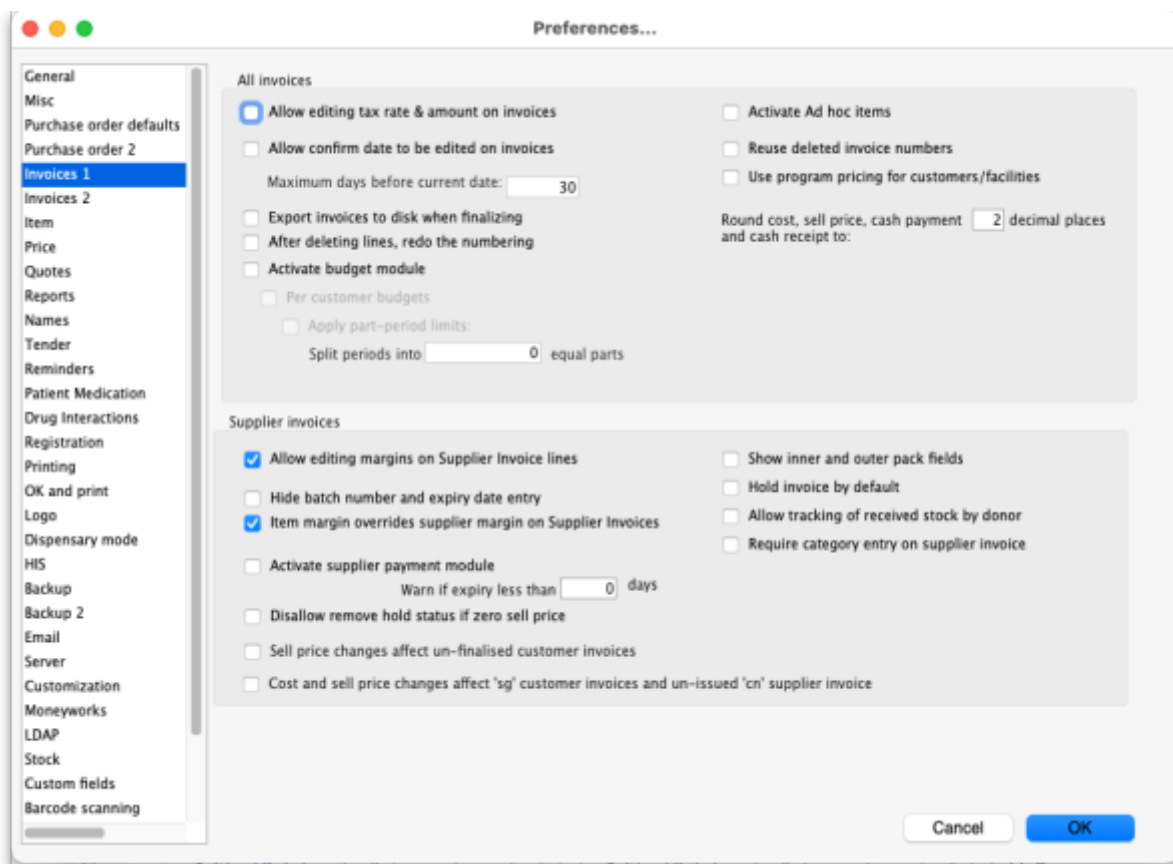 Preferences...
General
Misc
Purchase order defaults
Purchase order 2
Invoices 1
Invoices 2
Item
Price
Quotes
Reports
Names
Tender
Reminders
Patient Medication
Drug Interactions
Registration
Printing
OK and print
Logo
Dispensary mode
HIS
Backup
Backup 2
Email
Server
Customization
Moneyworks
LDAP
Stock
Custom fields
Barcode scanning
All invoices
Allow editing tax rate & amount on invoices
Allow confirm date to be edited on invoices
Maximum days before current date: 30
Export invoices to disk when finalizing
After deleting lines, redo the numbering
Activate budget module
Per customer budgets
Apply part-period limits:
Split periods into 0 equal parts
Activate Ad hoc items
Reuse deleted invoice numbers
Use program pricing for customers/facilities
Round cost, sell price, cash payment 2 decimal places
and cash receipt to:
Supplier invoices
Allow editing margins on Supplier Invoice lines
Hide batch number and expiry date entry
Item margin overrides supplier margin on Supplier Invoices
Activate supplier payment module
Warn if expiry less than 0 days
Disallow remove hold status if zero sell price
Sell price changes affect un-finalised customer invoices
Cost and sell price changes affect 'sg' customer invoices and un-issued 'cn' supplier invoice
Show inner and outer pack fields
Hold invoice by default
Allow tracking of received stock by donor
Require category entry on supplier invoice
Cancel
OK